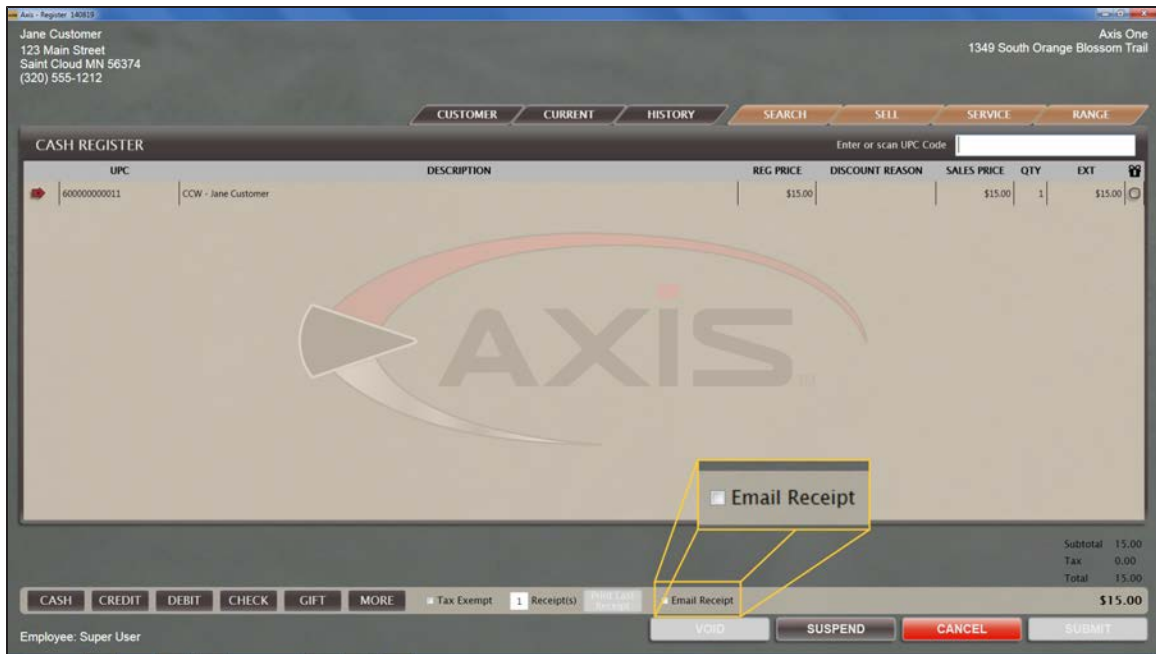 Axis - Register 140819
Jane Customer
123 Main Street
Saint Cloud MN 56374
(320) 555-1212
Axis One
1349 South Orange Blossom Trail
CUSTOMER CURRENT HISTORY SEARCH SELL SERVICE RANGE
CASH REGISTER Enter or scan UPC Code
UPC DESCRIPTION REG PRICE DISCOUNT REASON SALES PRICE QTY EXT
600000000011 CCW - Jane Customer $15.00 $15.00 1 $15.00
AXIS
Email Receipt
Subtotal 15.00
Tax 0.00
Total 15.00
CASH CREDIT DEBIT CHECK GIFT MORE Tax Exempt 1 Receipt(s) Print Last Receipt Email Receipt $15.00
Employee: Super User VOID SUSPEND CANCEL SUBMIT